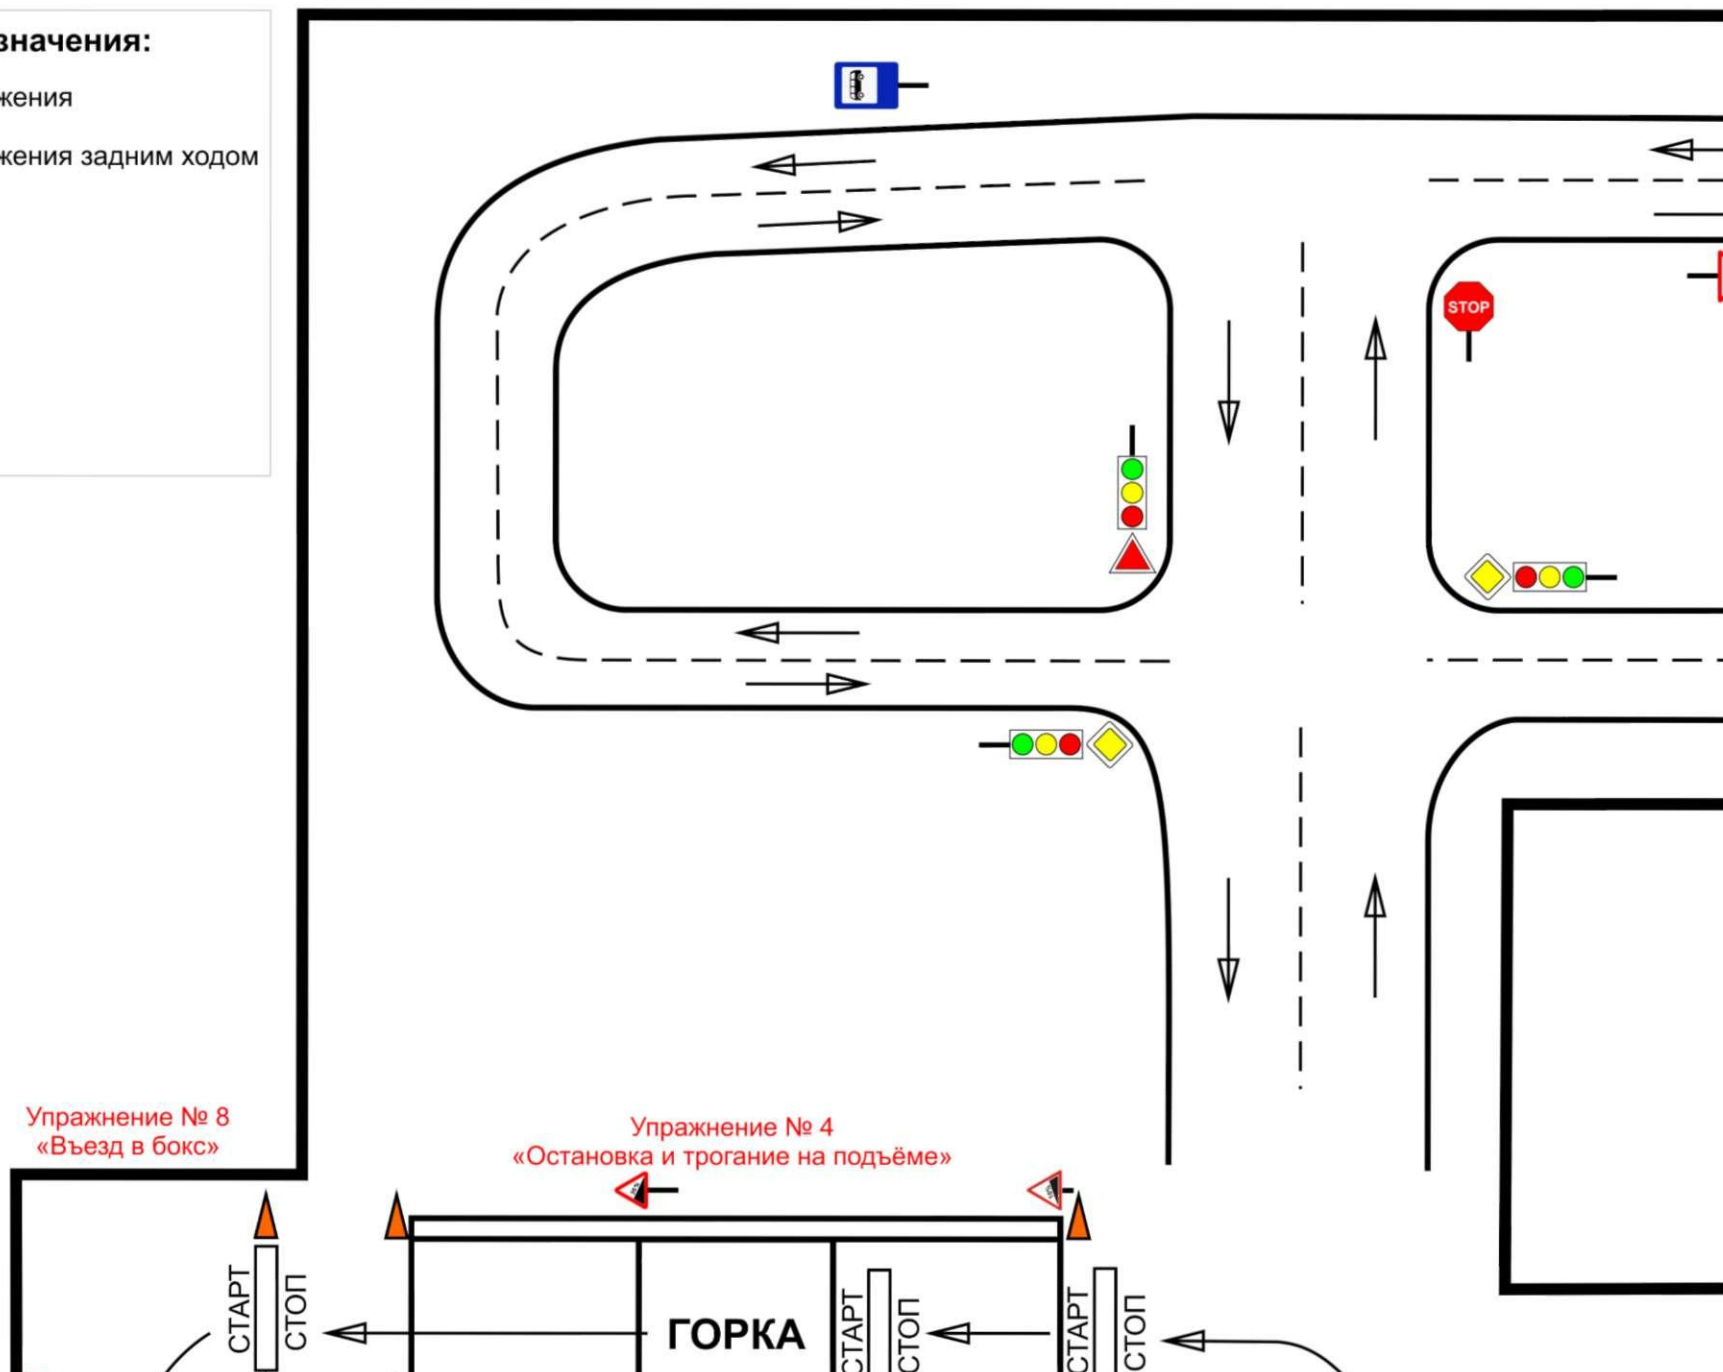 значения:
жения
жения задним ходом
STOP
Упражнение № 8
«Въезд в бокс»
Упражнение № 4
«Остановка и трогание на подъёме»
СТАРТ
СТОП
ГОРКА
СТАРТ
СТОП
СТАРТ
СТОП